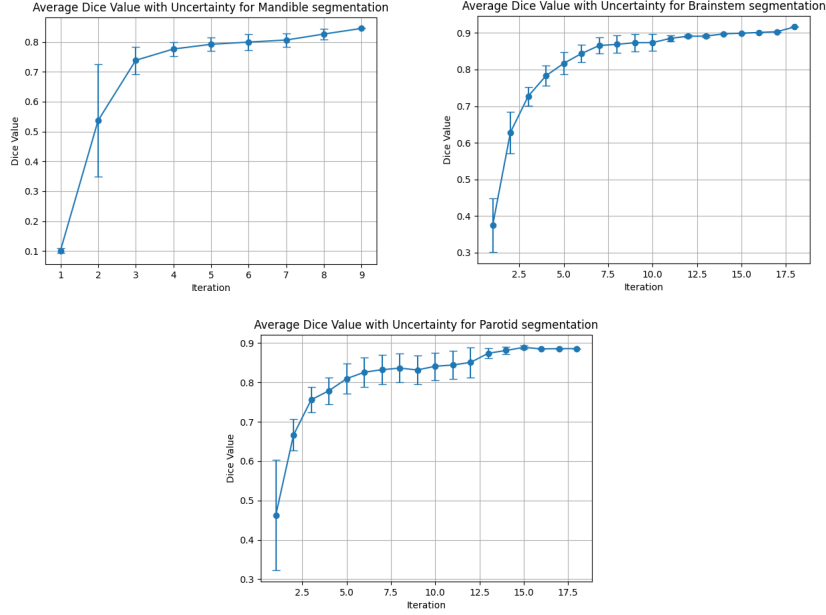 Average Dice Value with Uncertainty for Mandible segmentation
0.8
0.7
0.6
0.5
0.4
0.3
0.2
0.1
Dice Value
1 2 3 4 5 6 7 8 9
Iteration
Average Dice Value with Uncertainty for Brainstem segmentation
0.9
0.8
0.7
0.6
0.5
0.4
0.3
Dice Value
2.5 5.0 7.5 10.0 12.5 15.0 17.5
Iteration
Average Dice Value with Uncertainty for Parotid segmentation
0.9
0.8
0.7
0.6
0.5
0.4
0.3
Dice Value
2.5 5.0 7.5 10.0 12.5 15.0 17.5
Iteration